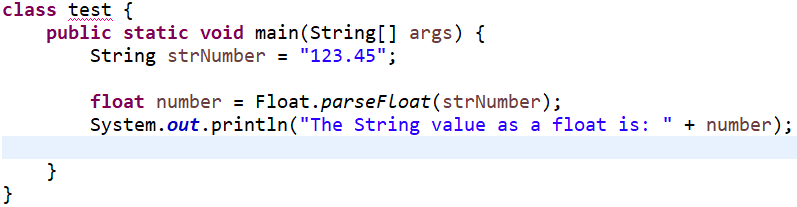 class test {
    public static void main(String[] args) {
        String strNumber = "123.45";
        float number = Float.parseFloat(strNumber);
        System.out.println("The String value as a float is: " + number);
    }
}